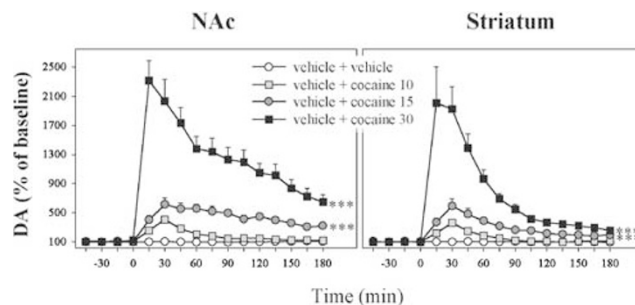 NAc Striatum
2500
2100
1700
1300
900
500
100
vehicle + vehicle
vehicle + cocaine 10
vehicle + cocaine 15
vehicle + cocaine 30
***
***
***
***
DA (% of baseline)
-30 0 30 60 90 120 150 180 -30 0 30 60 90 120 150 180
Time (min)